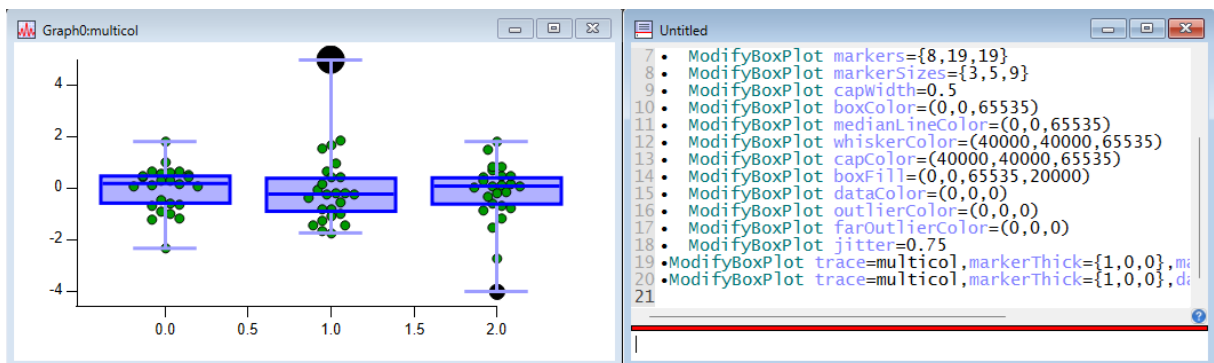 Graph0:multicol
4
2
0
-2
-4
0.0 0.5 1.0 1.5 2.0
Untitled
7 • ModifyBoxPlot markers={8,19,19}
8 • ModifyBoxPlot markerSizes={3,5,9}
9 • ModifyBoxPlot capWidth=0.5
10 • ModifyBoxPlot boxColor=(0,0,65535)
11 • ModifyBoxPlot medianLineColor=(0,0,65535)
12 • ModifyBoxPlot whiskerColor=(40000,40000,65535)
13 • ModifyBoxPlot capColor=(40000,40000,65535)
14 • ModifyBoxPlot boxFill=(0,0,65535,20000)
15 • ModifyBoxPlot dataColor=(0,0,0)
16 • ModifyBoxPlot outlierColor=(0,0,0)
17 • ModifyBoxPlot farOutlierColor=(0,0,0)
18 • ModifyBoxPlot jitter=0.75
19 •ModifyBoxPlot trace=multicol,markerThick={1,0,0},ma
20 •ModifyBoxPlot trace=multicol,markerThick={1,0,0},da
21